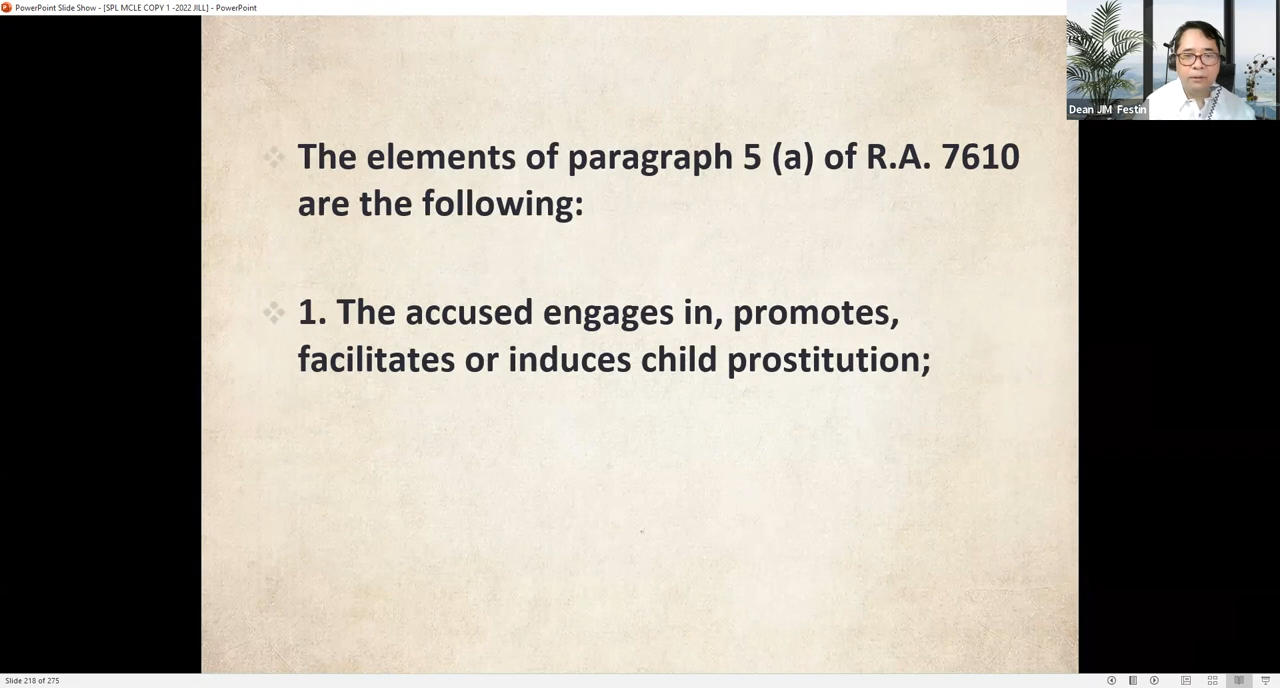 PowerPoint Slide Show - [SPL MCLE COPY 1 -2022 JILL] - PowerPoint
Dean JIM Festin
The elements of paragraph 5 (a) of R.A. 7610
are the following:
1. The accused engages in, promotes,
facilitates or induces child prostitution;
Slide 218 of 275